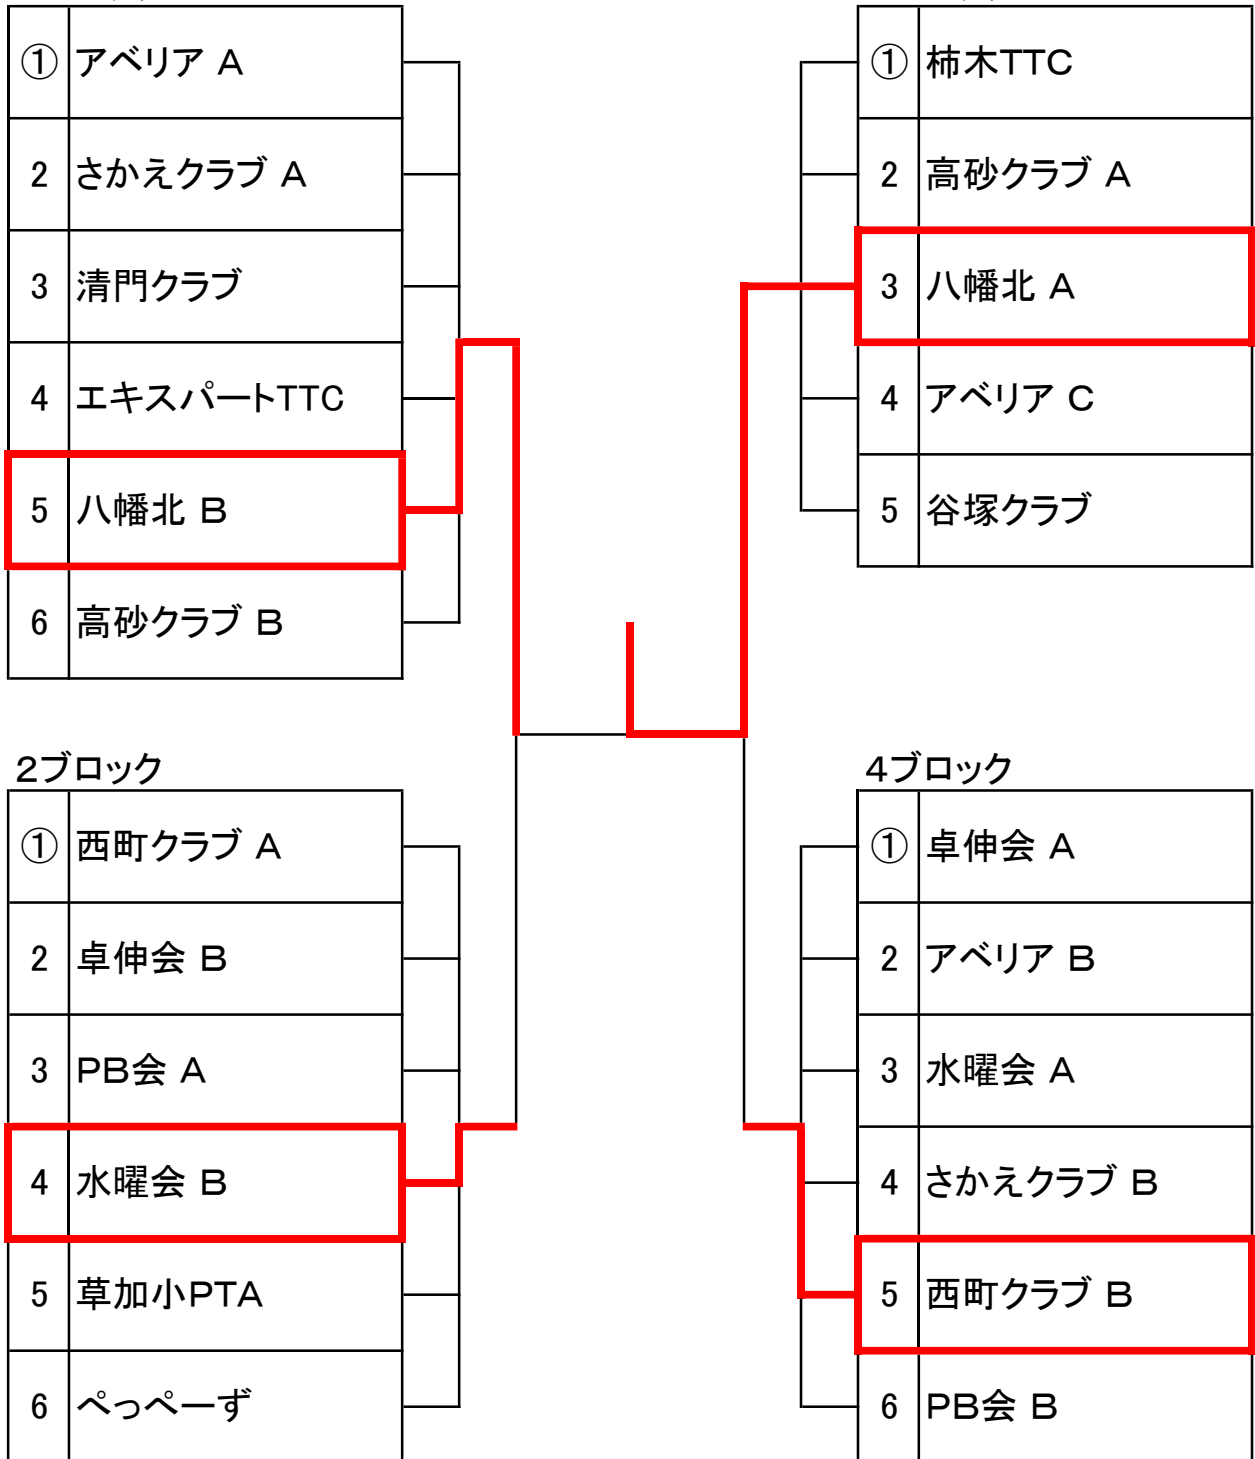 ① アベリア A
2 さかえクラブ A
3 清門クラブ
4 エキスパートTTC
5 八幡北 B
6 高砂クラブ B
① 柿木TTC
2 高砂クラブ A
3 八幡北 A
4 アベリア C
5 谷塚クラブ
2ブロック
① 西町クラブ A
2 卓伸会 B
3 PB会 A
4 水曜会 B
5 草加小PTA
6 ぺっぺーず
4ブロック
① 卓伸会 A
2 アベリア B
3 水曜会 A
4 さかえクラブ B
5 西町クラブ B
6 PB会 B